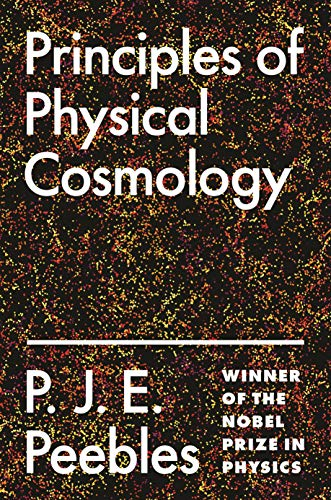 Principles of
Physical
Cosmology
P. J. E.
Peebles
WINNER
OF THE
NOBEL
PRIZE IN
PHYSICS